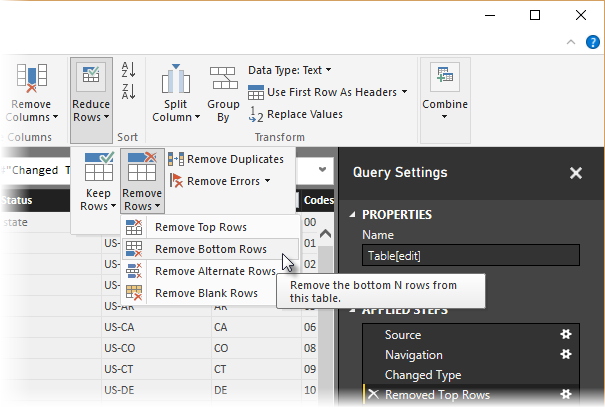 Remove Columns
Reduce Rows
Split Column
Group By
Data Type: Text
Use First Row As Headers
1 2 Replace Values
Combine
Columns
Sort
Transform
A Z
Z A
#"Changed T
Keep Rows
Remove Rows
Remove Duplicates
Remove Errors
Status
Codes
state
00
Remove Top Rows
US-
01
Remove Bottom Rows
02
Remove Alternate Rows
Remove Blank Rows
Remove the bottom N rows from
this table.
US-AR AR
US-CA CA 06
US-CO CO 08
US-CT CT 09
US-DE DE 10
Query Settings
PROPERTIES
Name
Table[edit]
APPLIED STEPS
Source
Navigation
Changed Type
Removed Top Rows